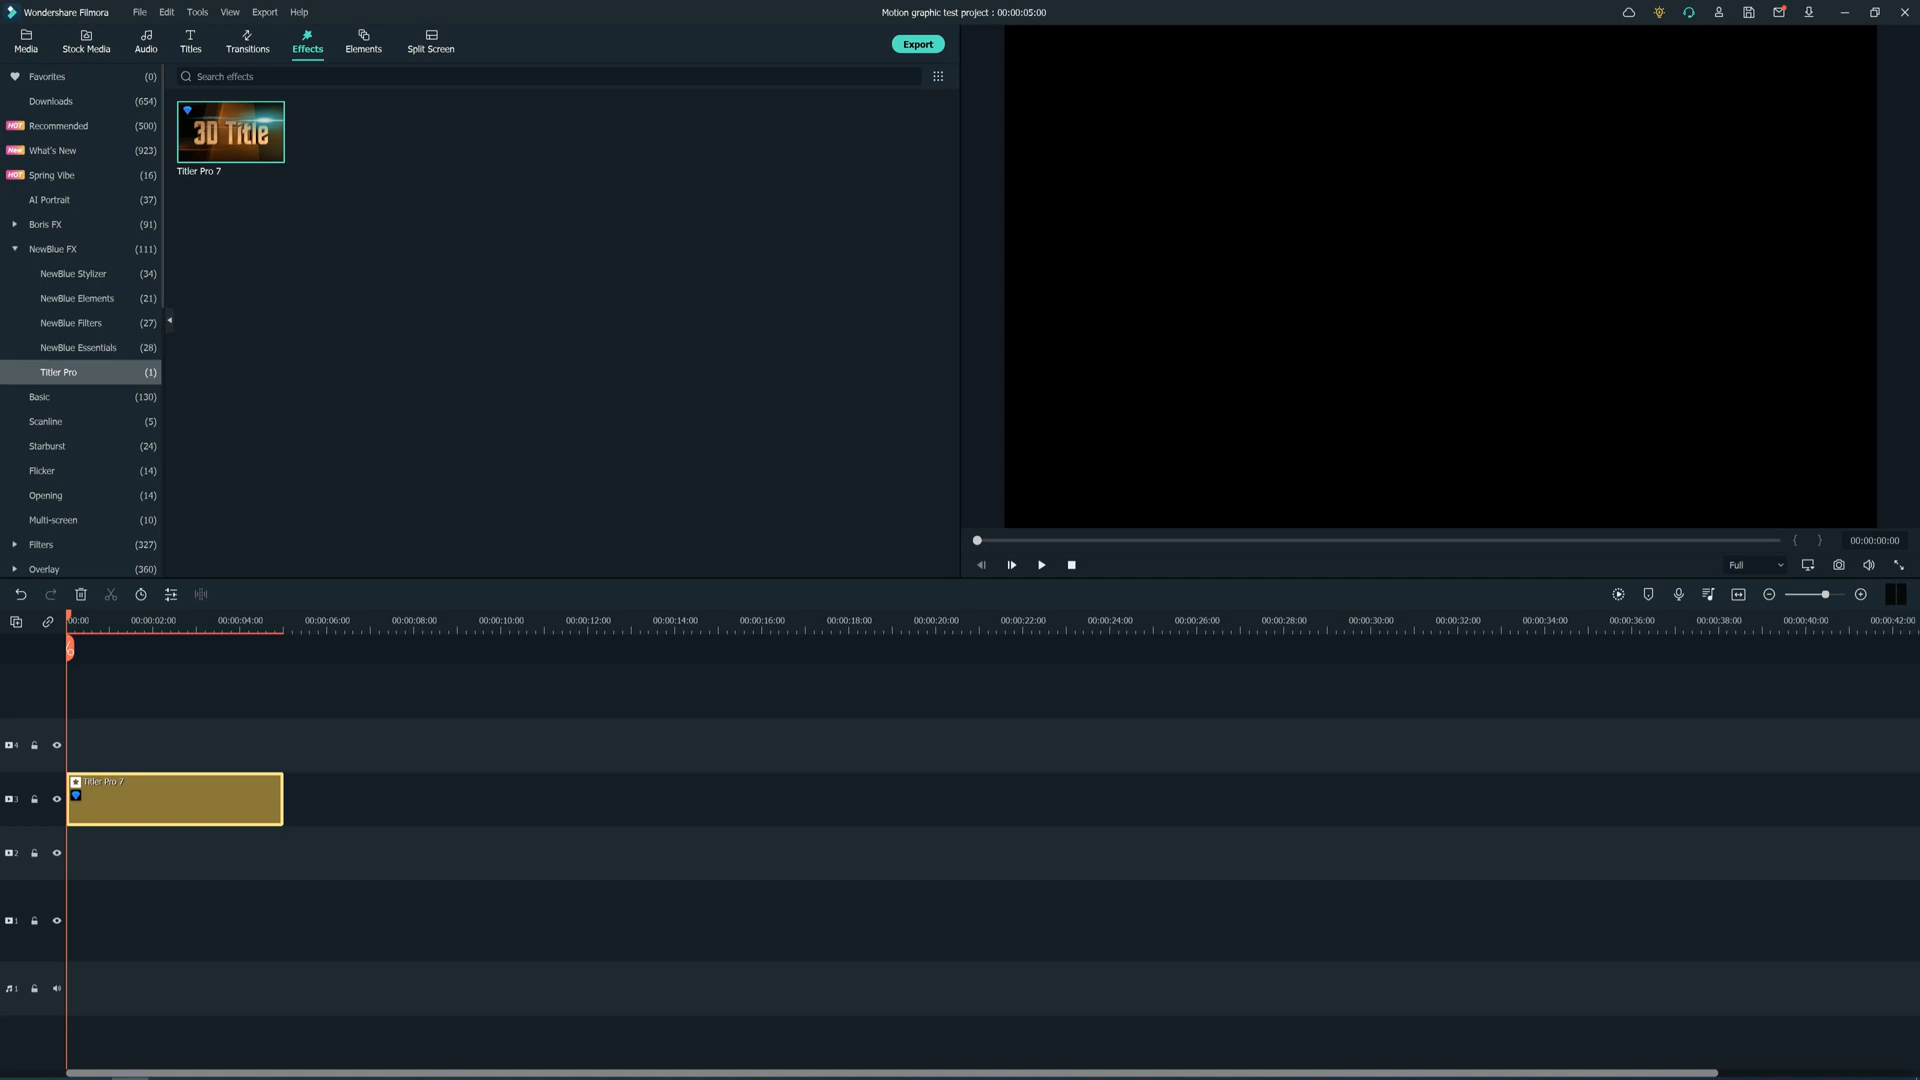 Wondershare Filmora File Edit Tools View Export Help Motion graphic test project : 00:00:05:00
Media Stock Media Audio Titles Transitions Effects Elements Split Screen Export
Favorites (0)
Downloads (654)
HOT Recommended (500)
New What's New (923)
HOT Spring Vibe (16)
AI Portrait (37)
Boris FX (91)
NewBlue FX (111)
NewBlue Stylizer (34)
NewBlue Elements (21)
NewBlue Filters (27)
NewBlue Essentials (28)
Titler Pro (1)
Basic (130)
Scanline (5)
Starburst (24)
Flicker (14)
Opening (14)
Multi-screen (10)
Filters (327)
Overlay (360)
Search effects
3D Title
Titler Pro 7
{ } 00:00:00:00
Full
00:00 00:00:02:00 00:00:04:00 00:00:06:00 00:00:08:00 00:00:10:00 00:00:12:00 00:00:14:00 00:00:16:00 00:00:18:00 00:00:20:00 00:00:22:00 00:00:24:00 00:00:26:00 00:00:28:00 00:00:30:00 00:00:32:00 00:00:34:00 00:00:36:00 00:00:38:00 00:00:40:00 00:00:42:00
4
Titler Pro 7
3
2
1
1